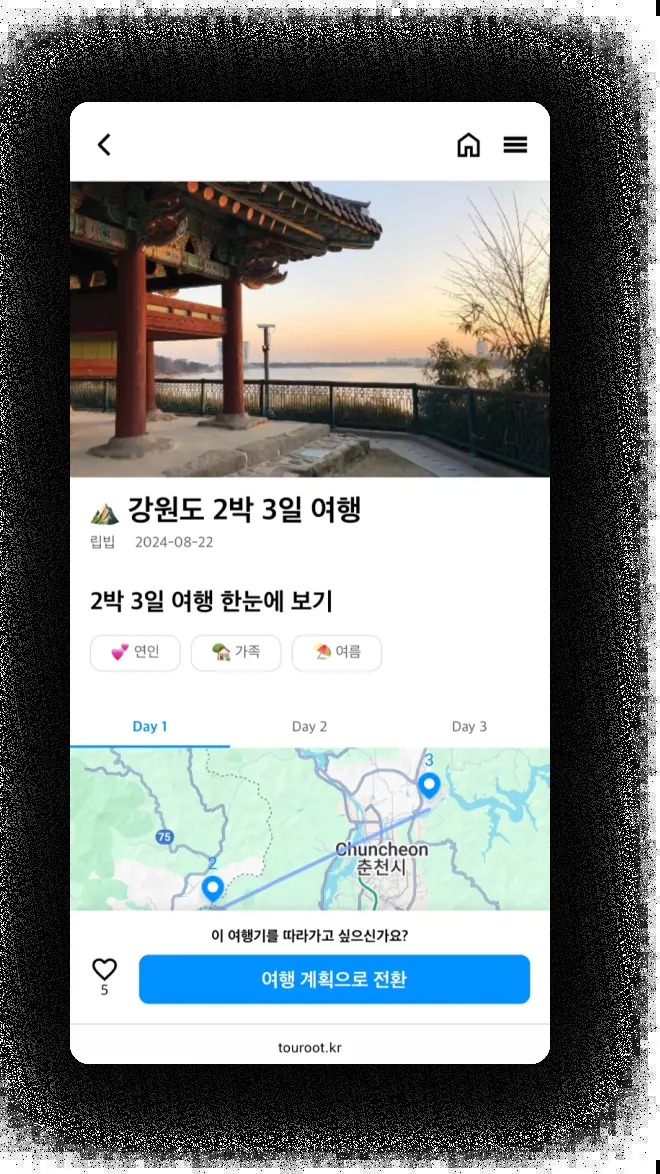 강원도 2박 3일 여행
립빕 2024-08-22
2박 3일 여행 한눈에 보기
연인 가족 여름
Day 1 Day 2 Day 3
3
75
Chuncheon
춘천시
2
이 여행기를 따라가고 싶으신가요?
여행 계획으로 전환
5
touroot.kr